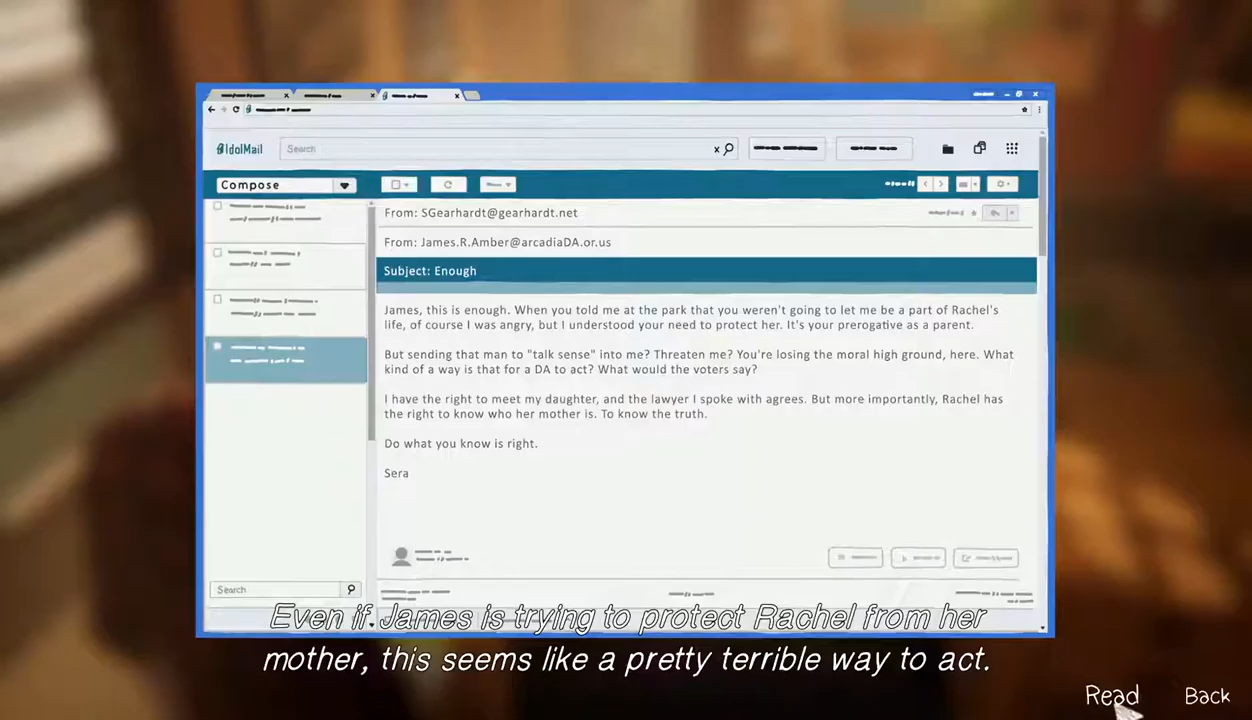 IdolMail
Search
x
Compose
From: SGearhardt@gearhardt.net
From: James.R.Amber@arcadiaDA.or.us
Subject: Enough
James, this is enough. When you told me at the park that you weren't going to let me be a part of Rachel's
life, of course I was angry, but I understood your need to protect her. It's your prerogative as a parent.
But sending that man to "talk sense" into me? Threaten me? You're losing the moral high ground, here. What
kind of a way is that for a DA to act? What would the voters say?
I have the right to meet my daughter, and the lawyer I spoke with agrees. But more importantly, Rachel has
the right to know who her mother is. To know the truth.
Do what you know is right.
Sera
Search
Even if James is trying to protect Rachel from her
mother, this seems like a pretty terrible way to act.
Read
Back